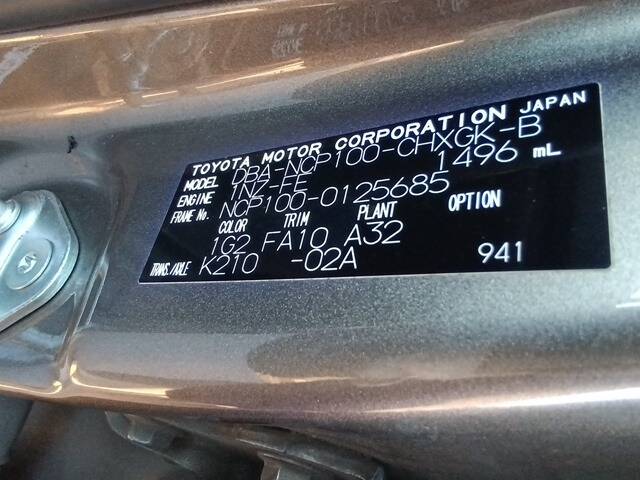 TOYOTA MOTOR CORPORATION JAPAN
MODEL DBA-NCP100-CHXGK-B
ENGINE 1NZ-FE 1496 mL
FRAME No. NCP100-0125685
COLOR TRIM PLANT OPTION
1G2 FA10 A32
TRANS./AXLE K210 -02A 941